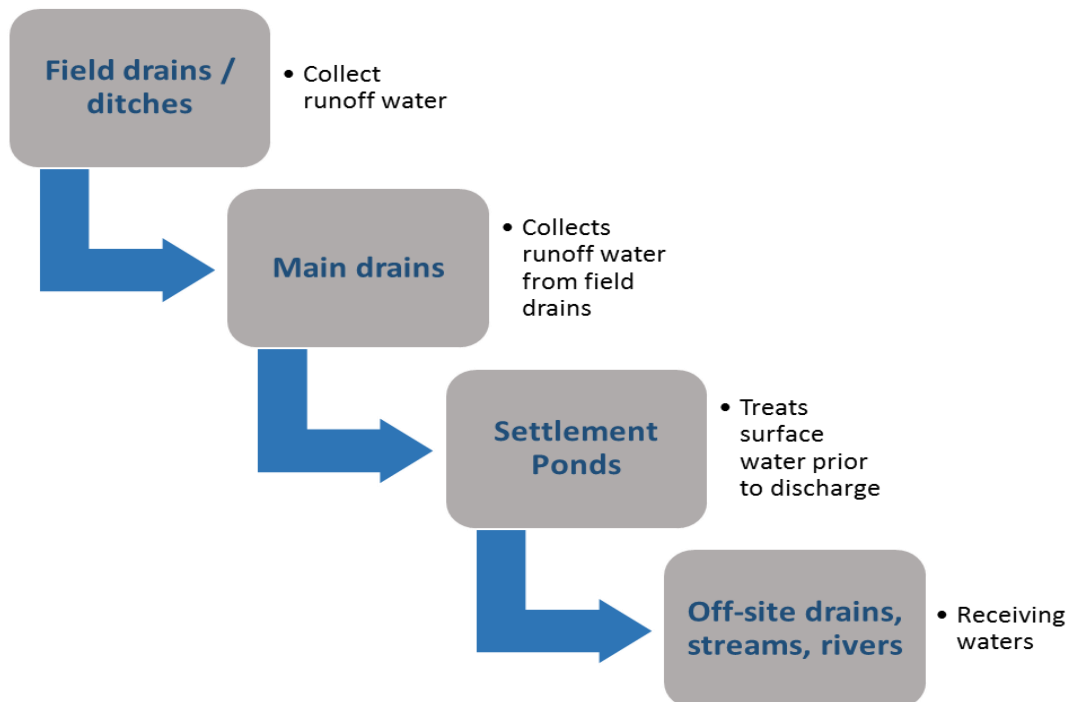 Field drains /
ditches
• Collect
runoff water
Main drains
• Collects
runoff water
from field
drains
Settlement
Ponds
• Treats
surface
water prior
to discharge
Off-site drains,
streams, rivers
• Receiving
waters